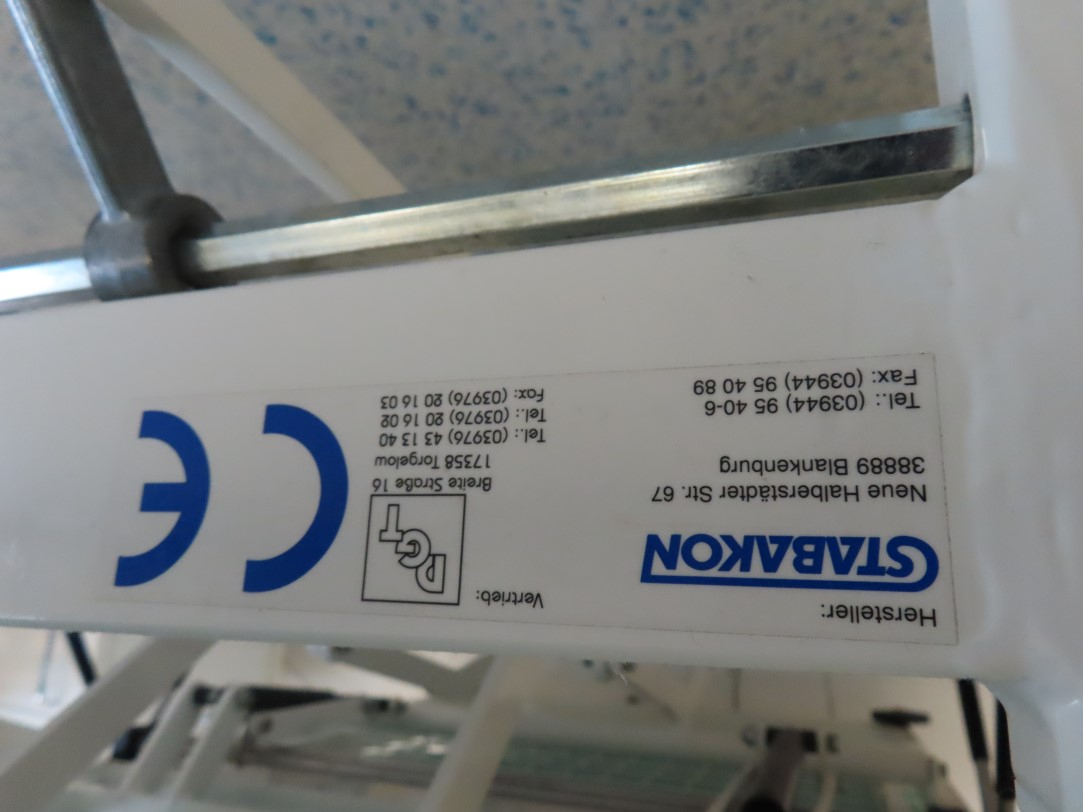 Hersteller:
STABAKON
Neue Halberstädter Str. 67
38889 Blankenburg
Tel.: (03944) 95 40-6
Fax: (03944) 95 40 89
Vertrieb:
DGT
Breite Straße 16
17358 Torgelow
Tel.: (03976) 43 13 40
Tel.: (03976) 20 16 02
Fax: (03976) 20 16 03
CE